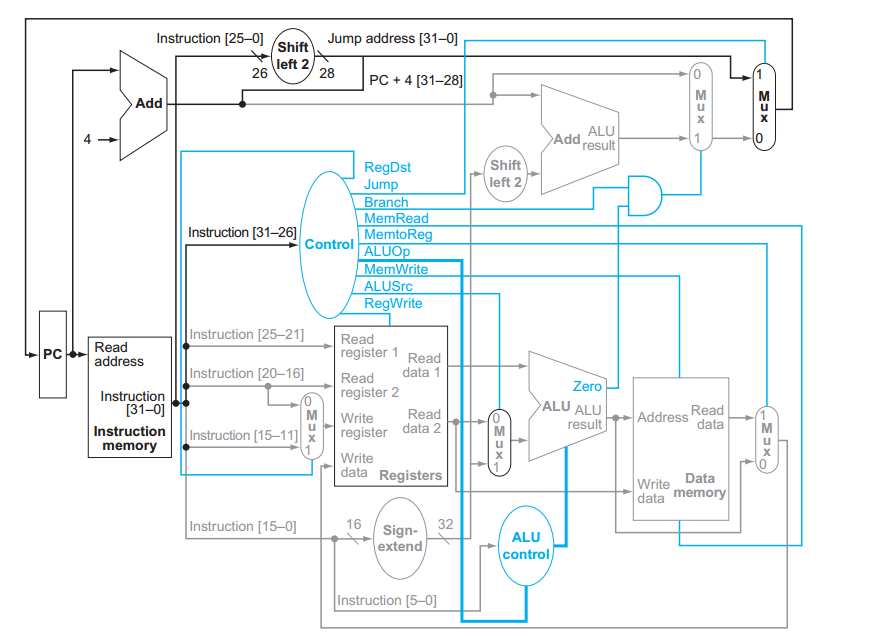 Instruction [25–0]
Shift
left 2
Jump address [31–0]
26
28
PC + 4 [31–28]
Add
4
0
M
u
x
1
1
M
u
x
0
Add
ALU
result
Shift
left 2
RegDst
Jump
Branch
MemRead
MemtoReg
ALUOp
MemWrite
ALUSrc
RegWrite
Instruction [31–26]
Control
PC
Read
address
Instruction
[31–0]
Instruction
memory
Instruction [25–21]
Instruction [20–16]
Instruction [15–11]
0
M
u
x
1
Read
register 1
Read
register 2
Write
register
Write
data
Read
data 1
Read
data 2
Registers
0
M
u
x
1
Zero
ALU
ALU
result
Address
Read
data
Write
data
Data
memory
1
M
u
x
0
Instruction [15–0]
16
Sign-
extend
32
ALU
control
Instruction [5–0]